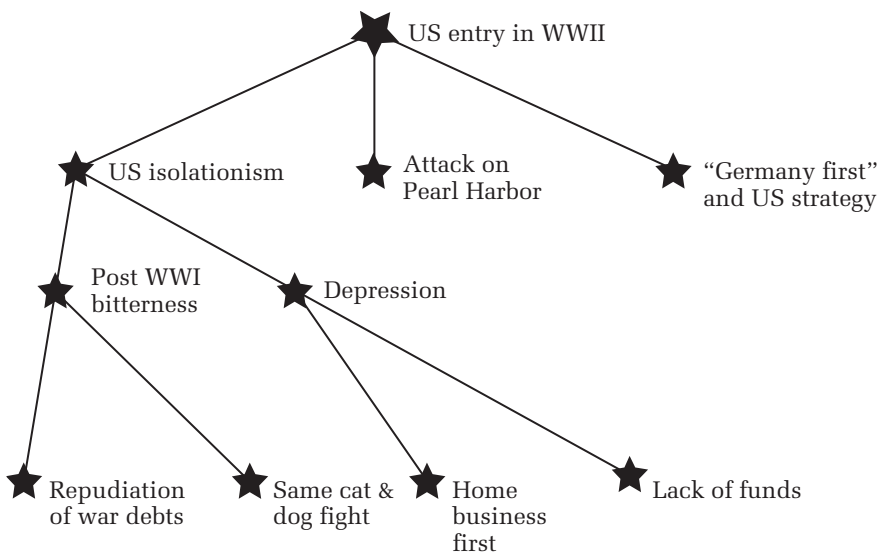 US entry in WWII
US isolationism
Attack on
Pearl Harbor
“Germany first”
and US strategy
Post WWI
bitterness
Depression
Repudiation
of war debts
Same cat &
dog fight
Home
business
first
Lack of funds